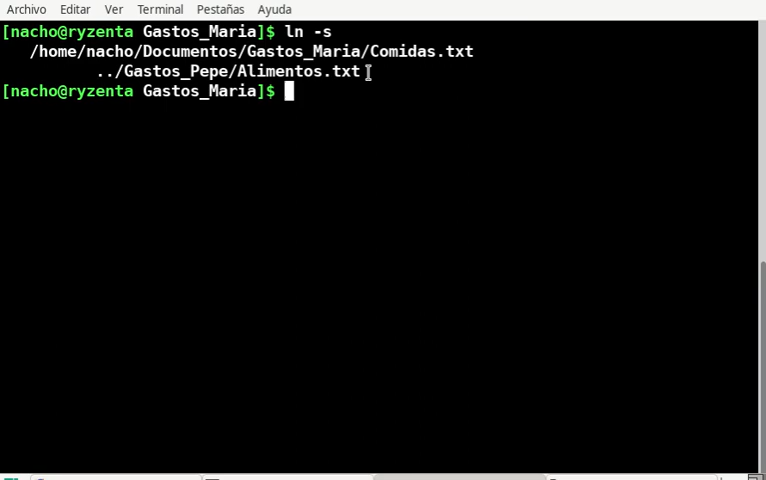 Archivo Editar Ver Terminal Pestañas Ayuda
[nacho@ryzenta Gastos_Maria]$ ln -s
/home/nacho/Documentos/Gastos_Maria/Comidas.txt
../Gastos_Pepe/Alimentos.txt
[nacho@ryzenta Gastos_Maria]$